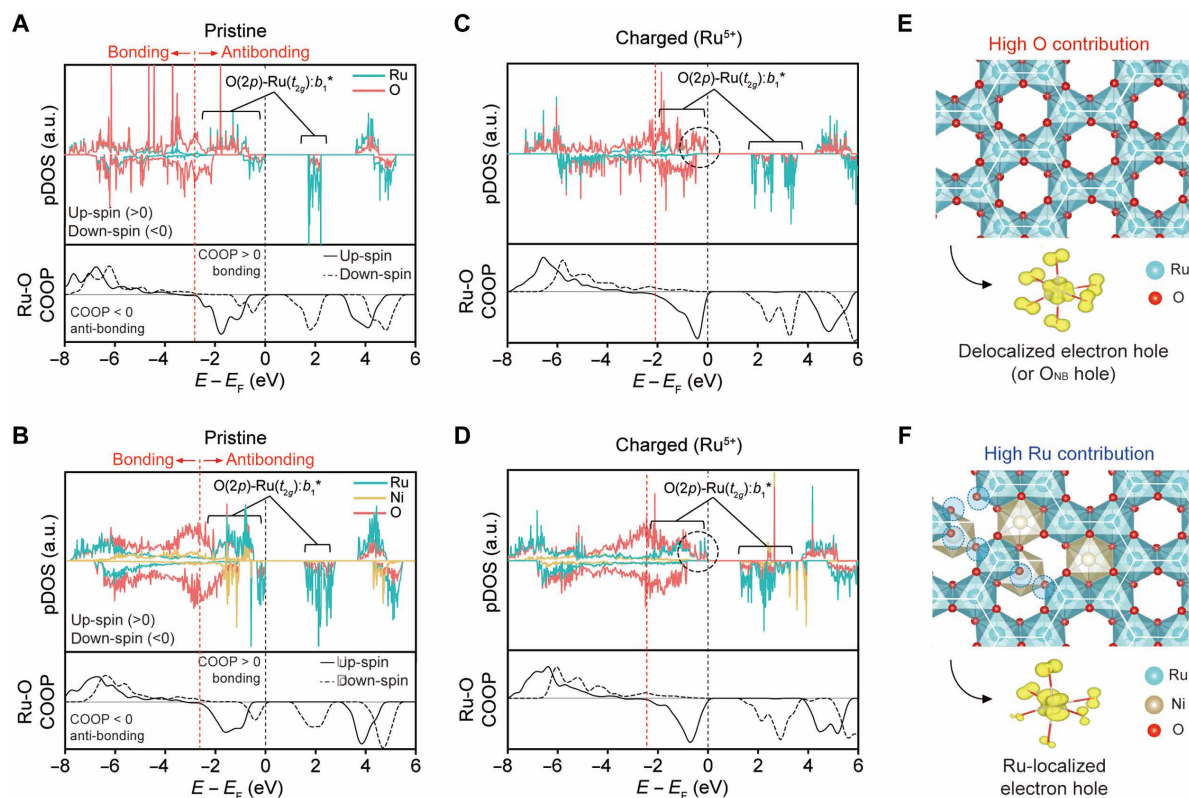 A
Pristine
Bonding
Antibonding
O(2p)-Ru(t2g):b1*
Ru
O
pDOS (a.u.)
Up-spin (>0)
Down-spin (<0)
COOP > 0
bonding
Up-spin
Down-spin
Ru-O
COOP
COOP < 0
anti-bonding
−8 −6 −4 −2 0 2 4 6
E − EF (eV)
C
Charged (Ru5+)
O(2p)-Ru(t2g):b1*
pDOS (a.u.)
Ru-O
COOP
−8 −6 −4 −2 0 2 4 6
E − EF (eV)
E
High O contribution
Ru
O
Delocalized electron hole
(or ONB hole)
B
Pristine
Bonding
Antibonding
O(2p)-Ru(t2g):b1*
Ru
Ni
O
pDOS (a.u.)
Up-spin (>0)
Down-spin (<0)
COOP > 0
bonding
Up-spin
down-spin
Ru-O
COOP
COOP < 0
anti-bonding
−8 −6 −4 −2 0 2 4 6
E − EF (eV)
D
Charged (Ru5+)
O(2p)-Ru(t2g):b1*
pDOS (a.u.)
Ru-O
COOP
−8 −6 −4 −2 0 2 4 6
E − EF (eV)
F
High Ru contribution
Ru
Ni
O
Ru-localized
electron hole